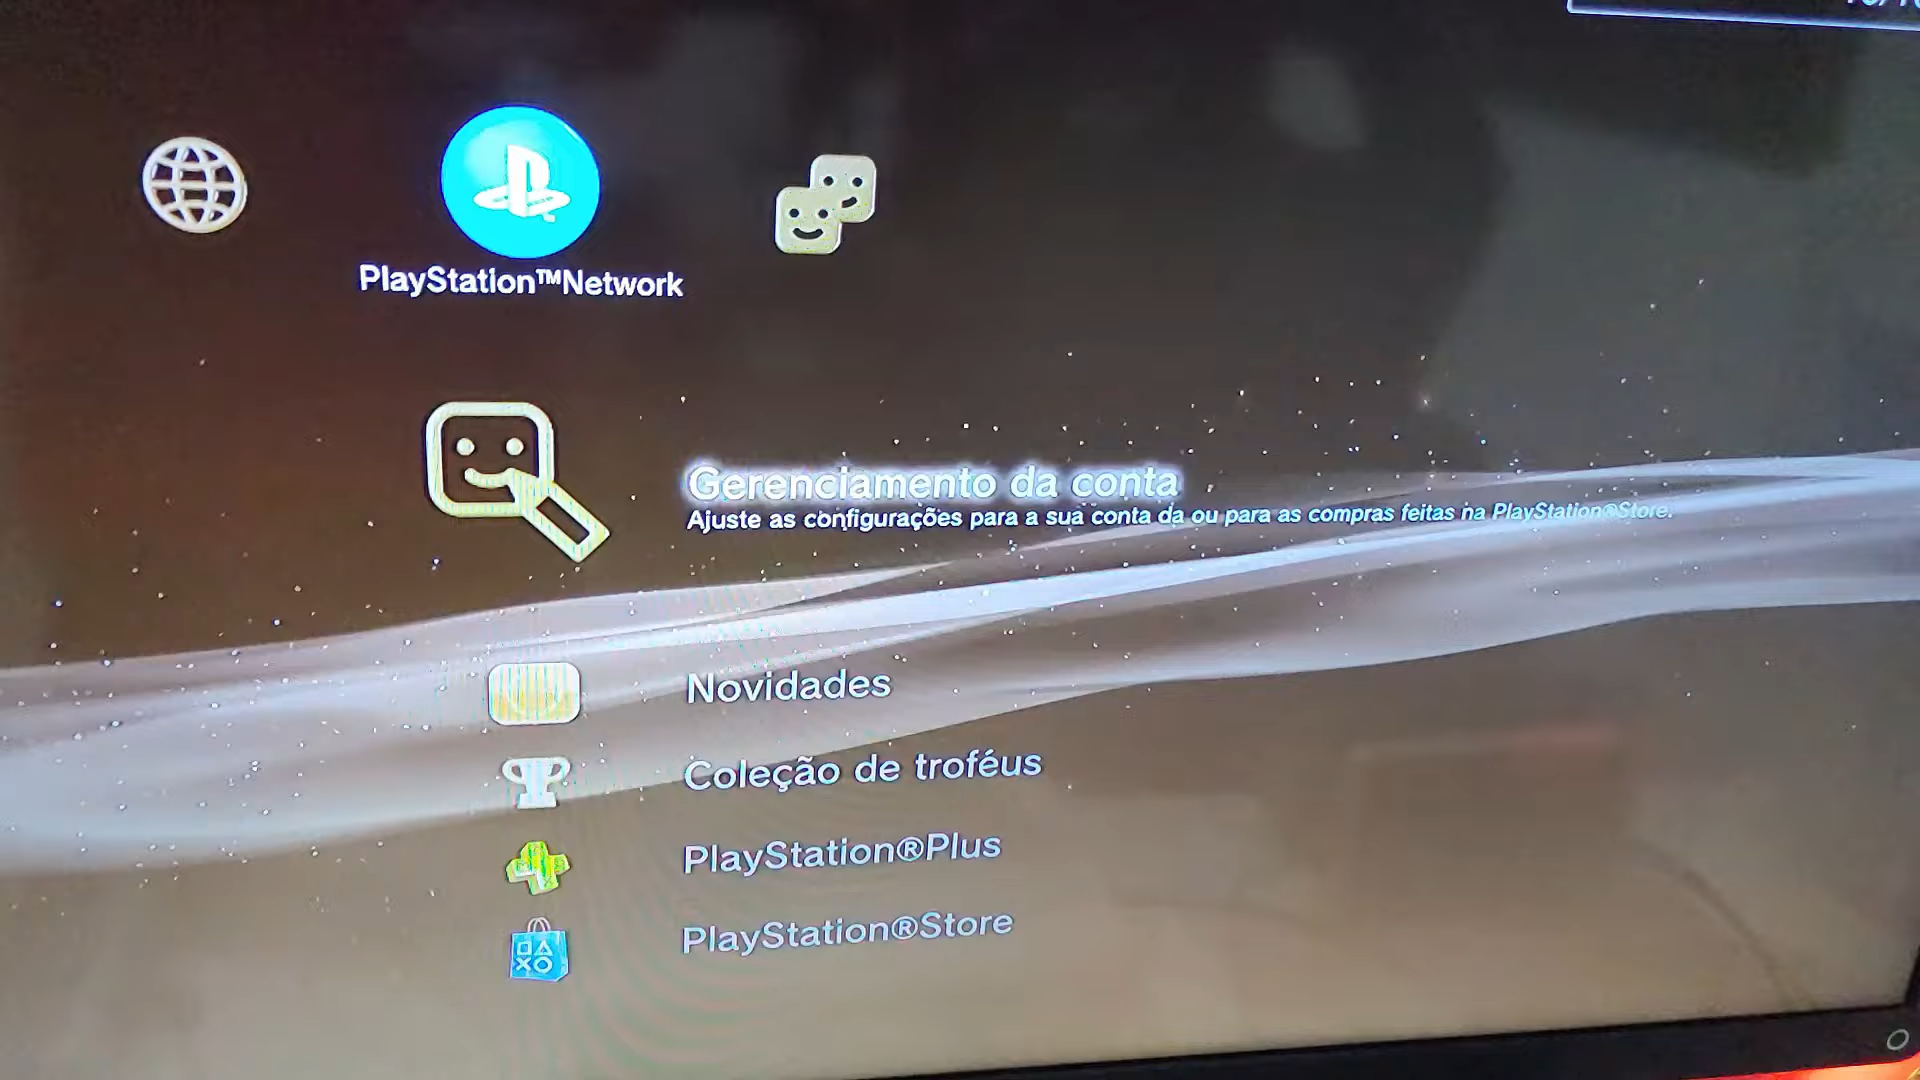 PlayStation™Network
Gerenciamento da conta
Ajuste as configurações para a sua conta da ou para as compras feitas na PlayStation®Store.
Novidades
Coleção de troféus
PlayStation®Plus
PlayStation®Store